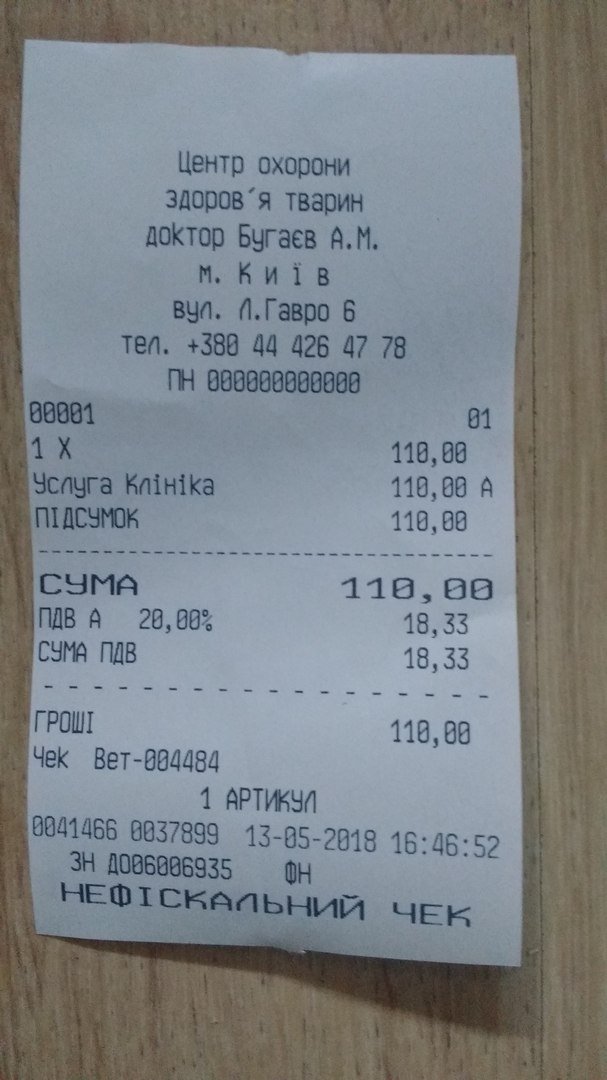 Центр охорони
здоров´я тварин
доктор Бугаєв А.М.
м. К и ї в
вул. Л.Гавро 6
тел. +380 44 426 47 78
ПН 000000000000
00001 01
1 X 110,00
Услуга Клініка 110,00 А
ПІДСУМОК 110,00
СУМА 110,00
ПДВ А 20,00% 18,33
СУМА ПДВ 18,33
ГРОШІ 110,00
Чек Вет-004484
1 АРТИКУЛ
0041466 0037899 13-05-2018 16:46:52
ЗН ДО06006935 ФН
НЕФІСКАЛЬНИЙ ЧЕК